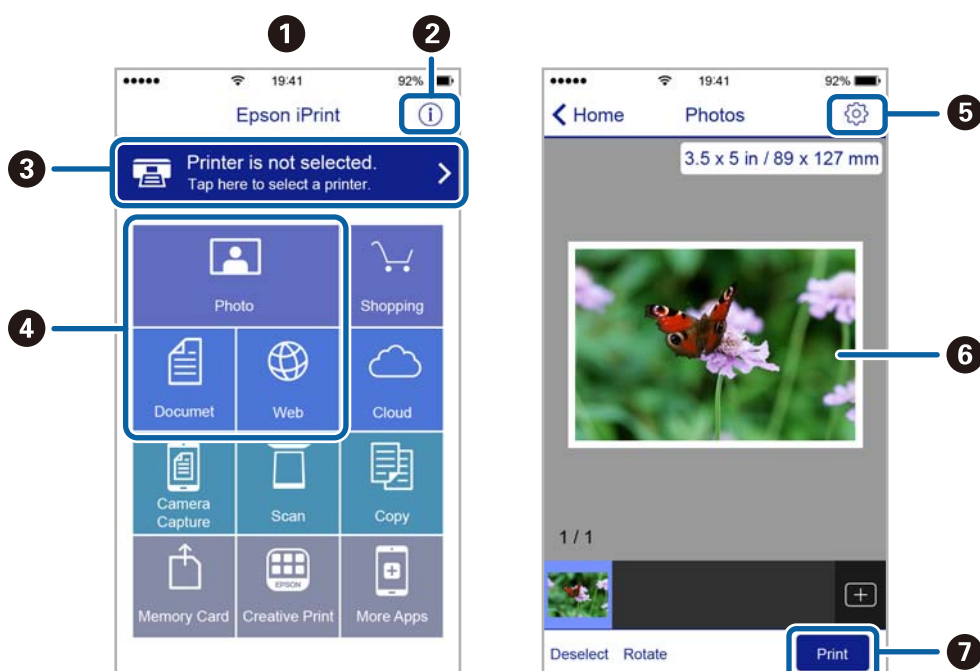 1
2
19:41
92%
Epson iPrint
i
3
Printer is not selected.
Tap here to select a printer.
4
Photo
Shopping
Documet
Web
Cloud
Camera
Capture
Scan
Copy
Memory Card
EPSON
Creative Print
More Apps
19:41
92%
Home
Photos
5
3.5 x 5 in / 89 x 127 mm
6
1 / 1
Deselect
Rotate
Print
7